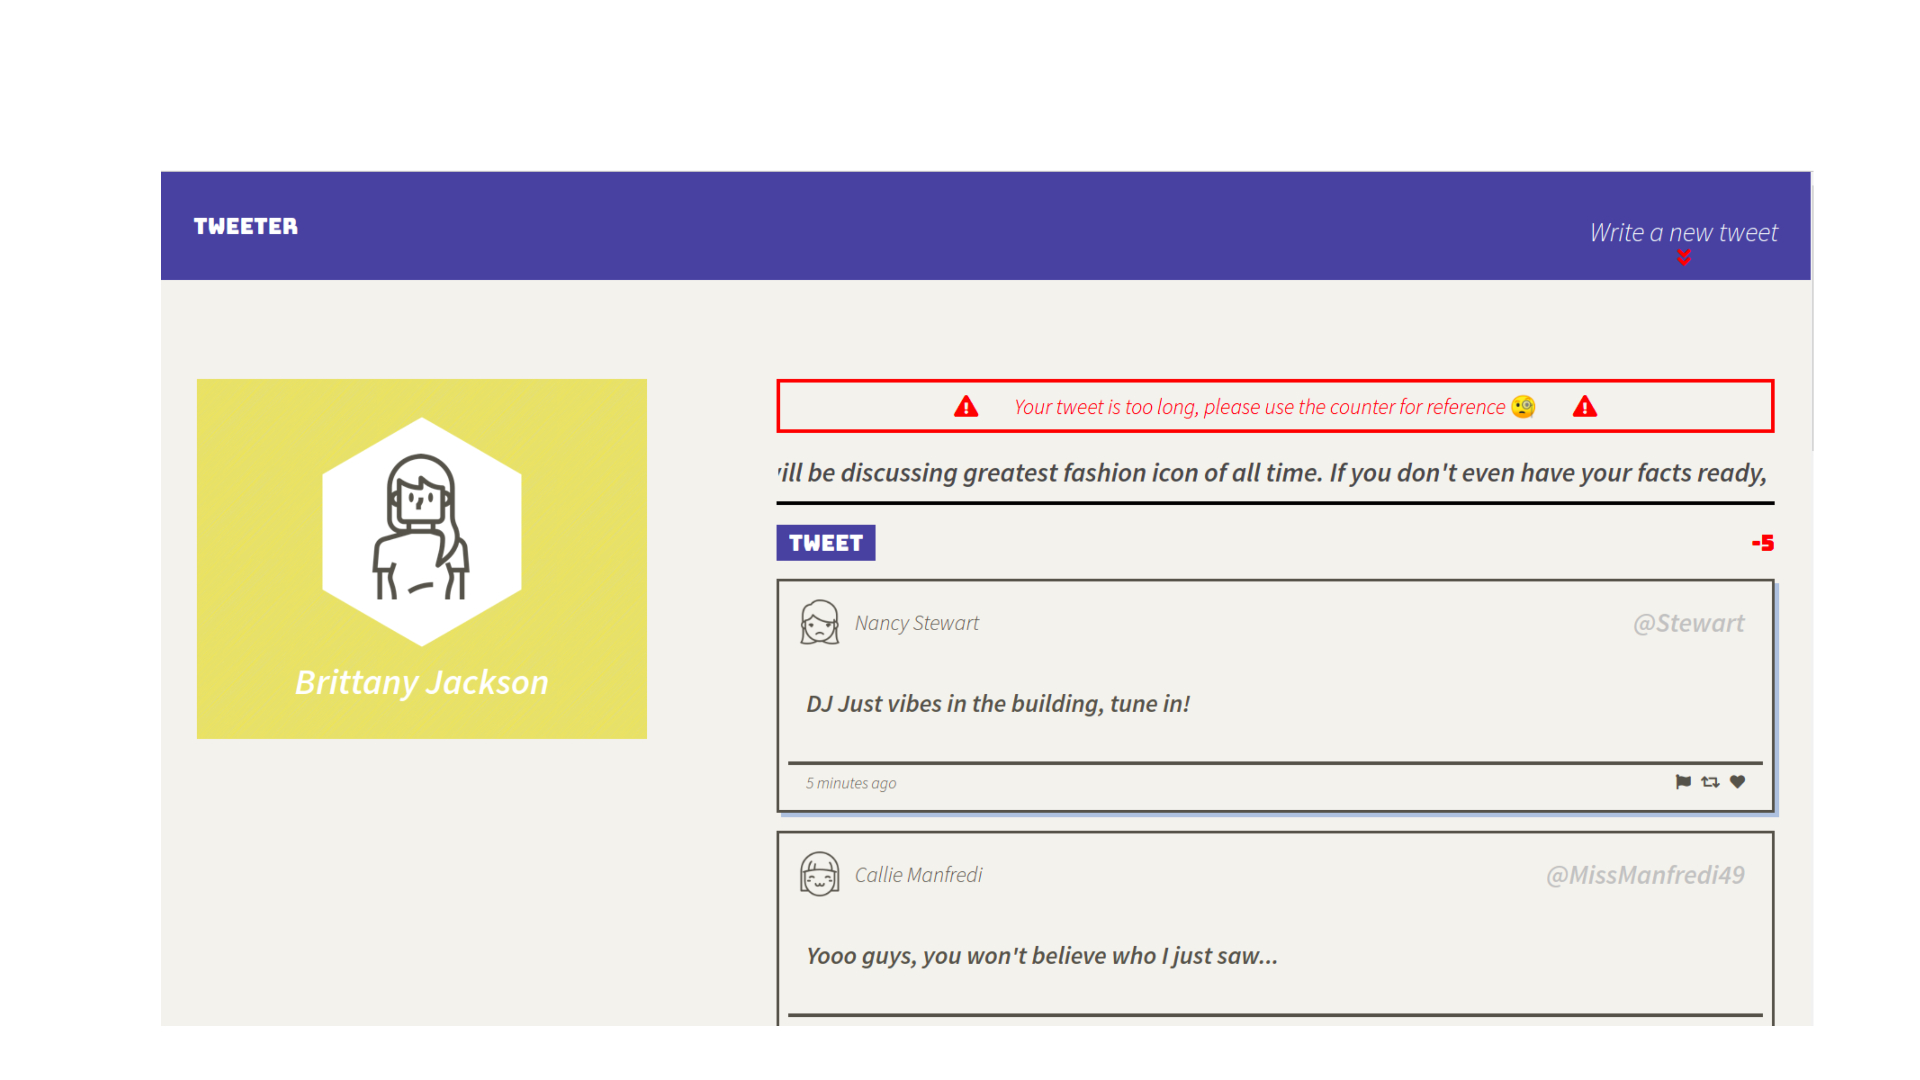 TWEETER
Write a new tweet
Brittany Jackson
Your tweet is too long, please use the counter for reference 🧐
ill be discussing greatest fashion icon of all time. If you don't even have your facts ready,
TWEET
-5
Nancy Stewart
@Stewart
DJ Just vibes in the building, tune in!
5 minutes ago
Callie Manfredi
@MissManfredi49
Yooo guys, you won't believe who I just saw...